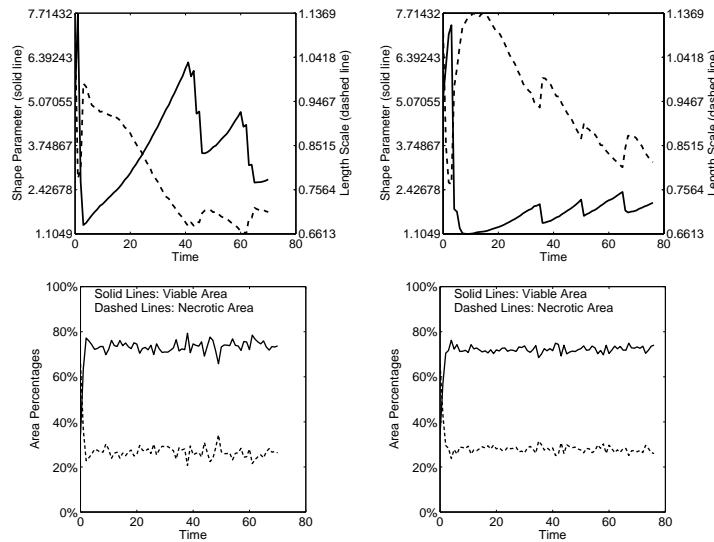 7.71432
6.39243
5.07055
3.74867
2.42678
1.1049
Shape Parameter (solid line)
1.1369
1.0418
0.9467
0.8515
0.7564
0.6613
Length Scale (dashed line)
0 20 40 60 80
Time
7.71432
6.39243
5.07055
3.74867
2.42678
1.1049
Shape Parameter (solid line)
1.1369
1.0418
0.9467
0.8515
0.7564
0.6613
Length Scale (dashed line)
0 20 40 60 80
Time
100%
80%
60%
40%
20%
0%
Area Percentages
Solid Lines: Viable Area
Dashed Lines: Necrotic Area
0 20 40 60 80
Time
100%
80%
60%
40%
20%
0%
Area Percentages
Solid Lines: Viable Area
Dashed Lines: Necrotic Area
0 20 40 60 80
Time